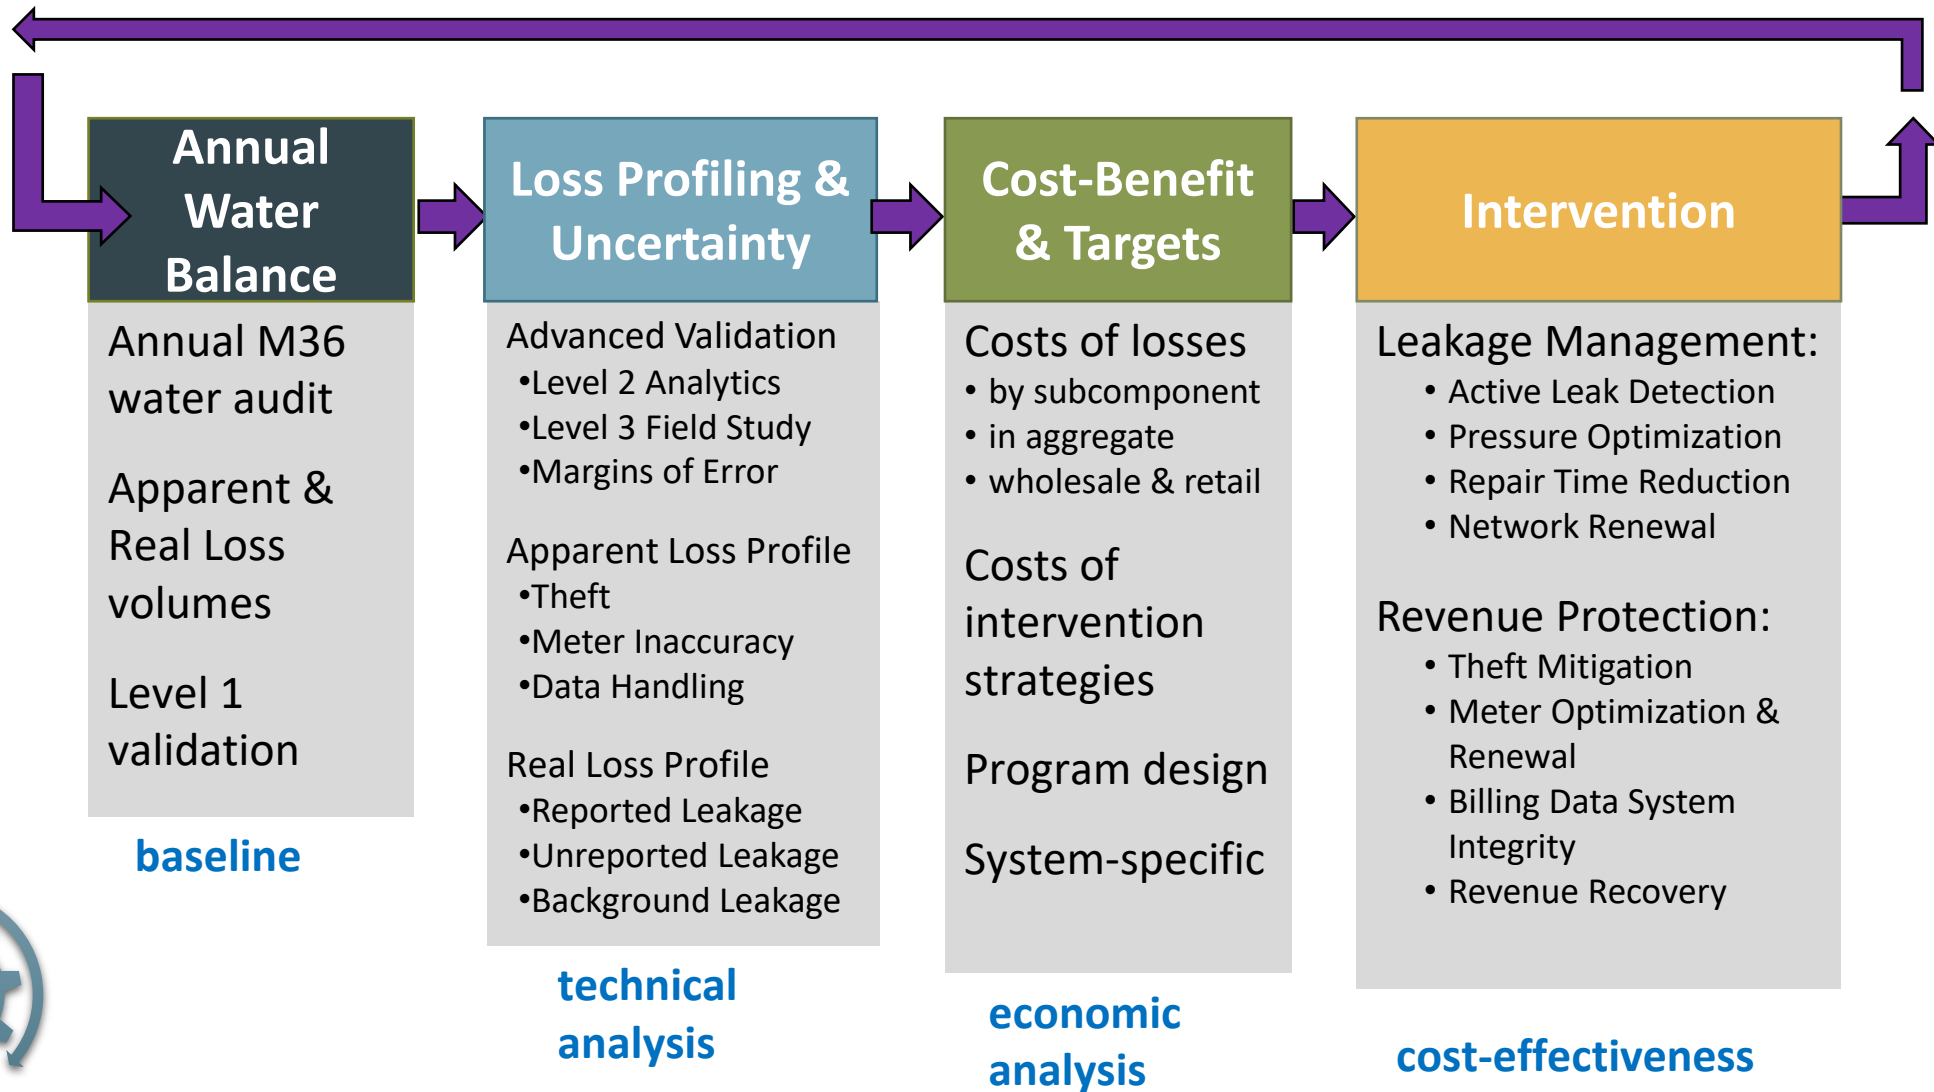 Annual
Water
Balance
Annual M36
water audit
Apparent &
Real Loss
volumes
Level 1
validation
baseline
Loss Profiling &
Uncertainty
Advanced Validation
•Level 2 Analytics
•Level 3 Field Study
•Margins of Error
Apparent Loss Profile
•Theft
•Meter Inaccuracy
•Data Handling
Real Loss Profile
•Reported Leakage
•Unreported Leakage
•Background Leakage
technical
analysis
Cost-Benefit
& Targets
Costs of losses
• by subcomponent
• in aggregate
• wholesale & retail
Costs of
intervention
strategies
Program design
System-specific
economic
analysis
Intervention
Leakage Management:
• Active Leak Detection
• Pressure Optimization
• Repair Time Reduction
• Network Renewal
Revenue Protection:
• Theft Mitigation
• Meter Optimization &
Renewal
• Billing Data System
Integrity
• Revenue Recovery
cost-effectiveness